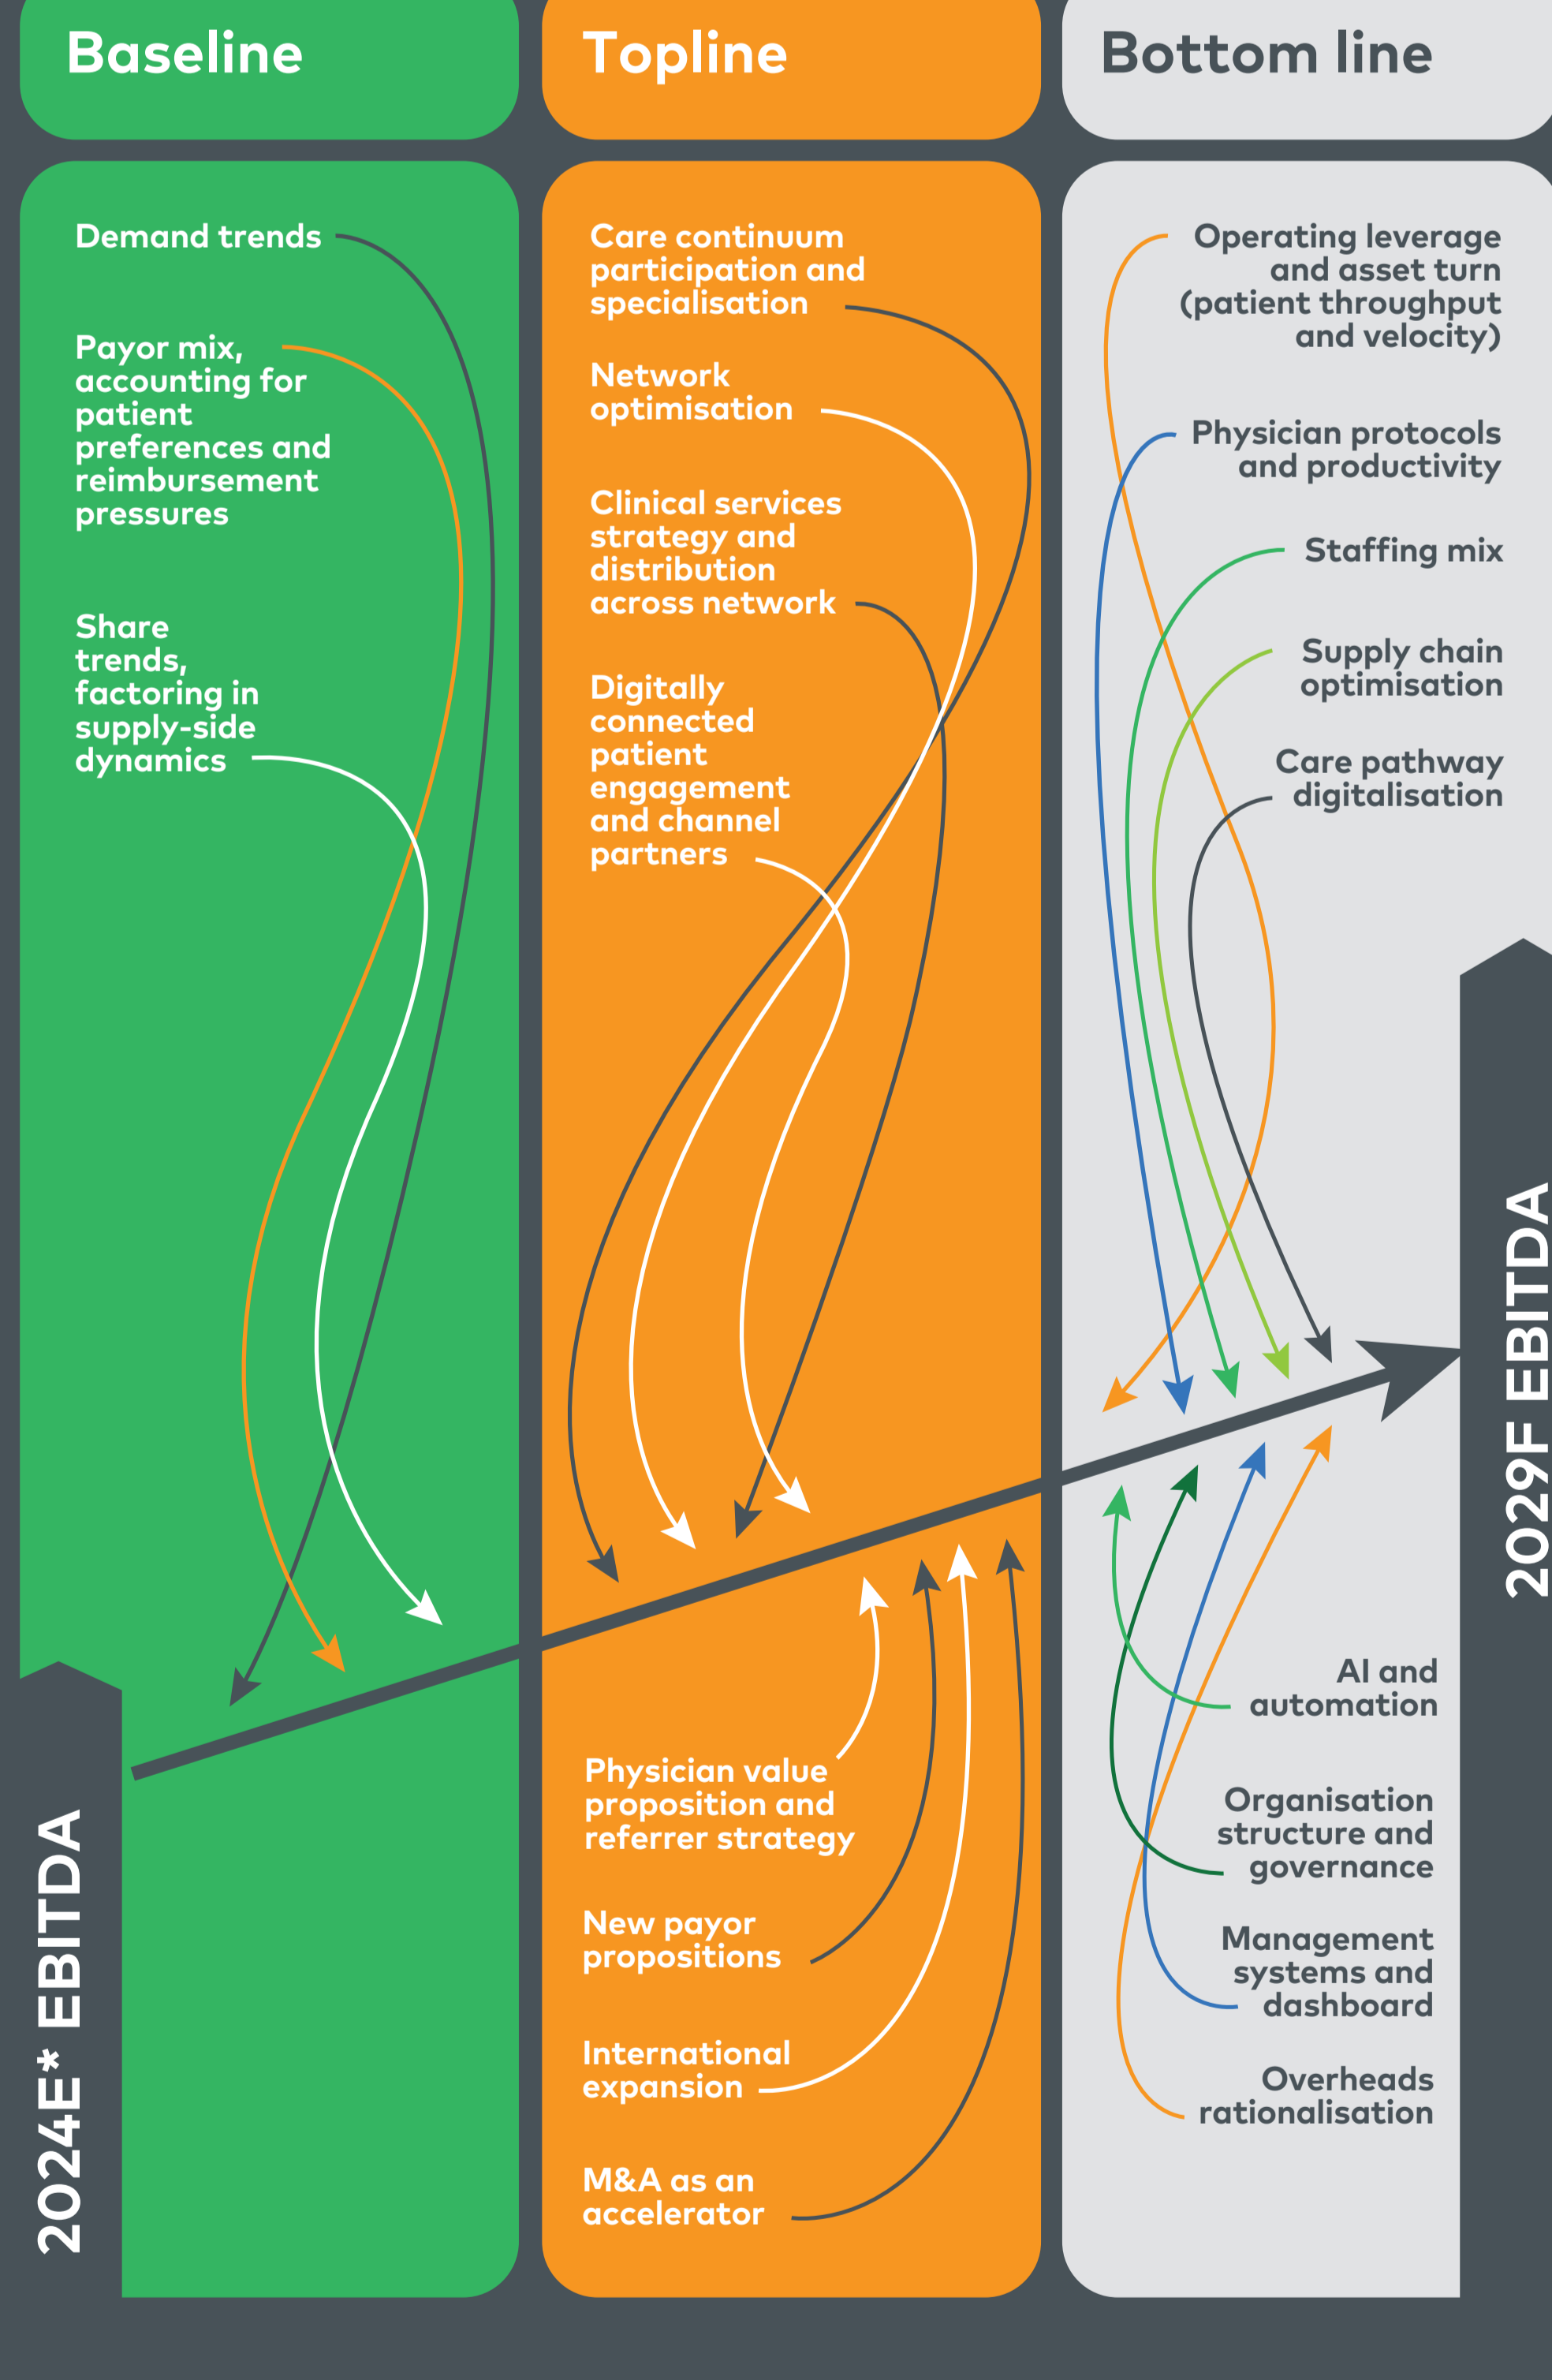 Baseline
Topline
Bottom line
Demand trends
Payor mix,
accounting for
patient
preferences and
reimbursement
pressures
Share
trends,
factoring in
supply-side
dynamics
Care continuum
participation and
specialisation
Network
optimisation
Clinical services
strategy and
distribution
across network
Digitally
connected
patient
engagement
and channel
partners
Operating leverage
and asset turn
(patient throughput
and velocity)
Physician protocols
and productivity
Staffing mix
Supply chain
optimisation
Care pathway
digitalisation
2024E* EBITDA
Physician value
proposition and
referrer strategy
New payor
propositions
International
expansion
M&A as an
accelerator
AI and
automation
Organisation
structure and
governance
Management
systems and
dashboard
Overheads
rationalisation
2029F EBITDA